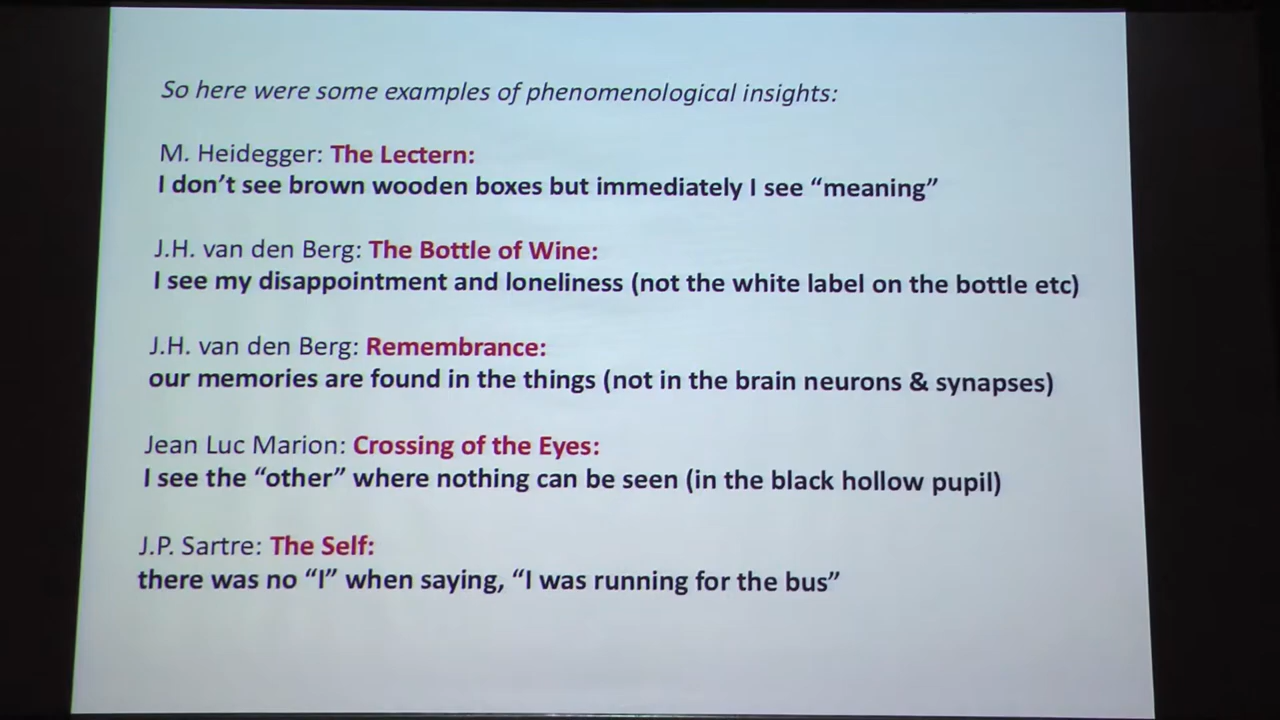 So here were some examples of phenomenological insights:
M. Heidegger: The Lectern:
I don't see brown wooden boxes but immediately I see “meaning”
J.H. van den Berg: The Bottle of Wine:
I see my disappointment and loneliness (not the white label on the bottle etc)
J.H. van den Berg: Remembrance:
our memories are found in the things (not in the brain neurons & synapses)
Jean Luc Marion: Crossing of the Eyes:
I see the “other” where nothing can be seen (in the black hollow pupil)
J.P. Sartre: The Self:
there was no “I” when saying, “I was running for the bus”